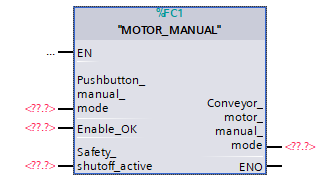 %FC1
"MOTOR_MANUAL"
... EN
Pushbutton_
manual_
<??.?> mode
<??.?> Enable_OK
Safety_
<??.?> shutoff_active
Conveyor_
motor_
manual_
mode <??.?>
ENO